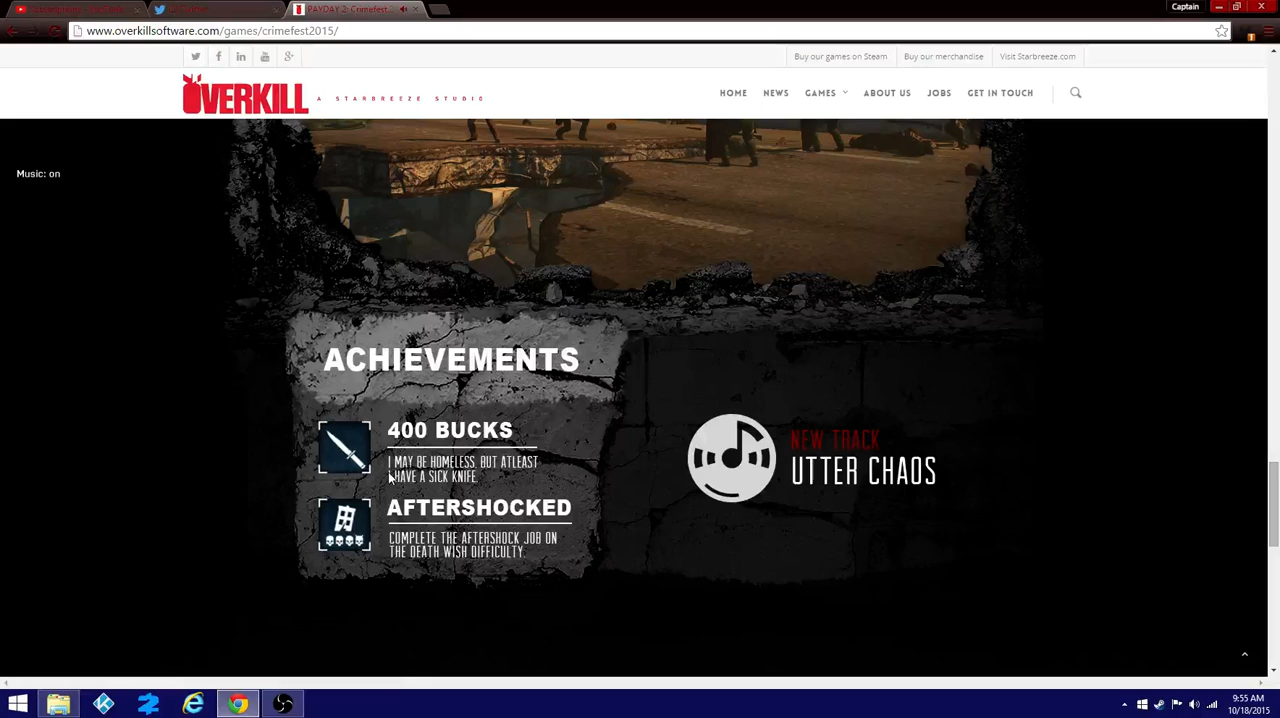 PAYDAY 2: Crimefest...
Captain
www.overkillsoftware.com/games/crimefest2015/
Buy our games on Steam
Buy our merchandise
Visit Starbreeze.com
OVERKILL A STARBREEZE STUDIO
HOME NEWS GAMES ABOUT US JOBS GET IN TOUCH
Music: on
ACHIEVEMENTS
400 BUCKS
I MAY BE HOMELESS, BUT ATLEAST
I HAVE A SICK KNIFE.
AFTERSHOCKED
COMPLETE THE AFTERSHOCK JOB ON
THE DEATH WISH DIFFICULTY.
NEW TRACK
UTTER CHAOS
9:55 AM
10/18/2015